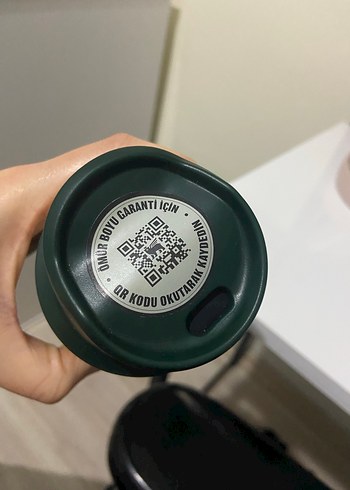 ÖMÜR BOYU GARANTİ İÇİN
QR KODU OKUTARAK KAYDEDİN